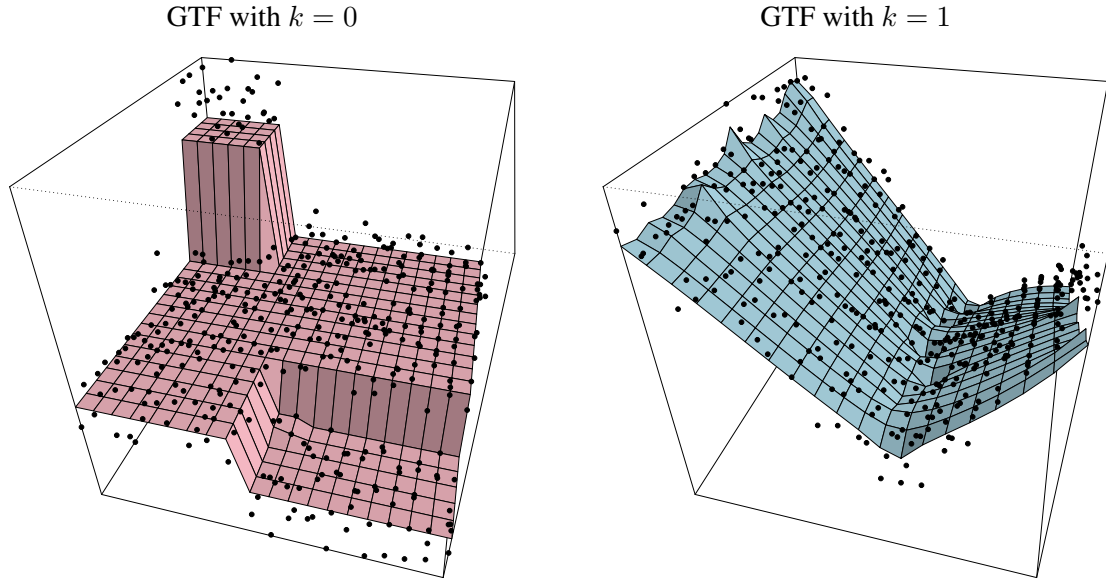 GTF with k = 0
GTF with k = 1